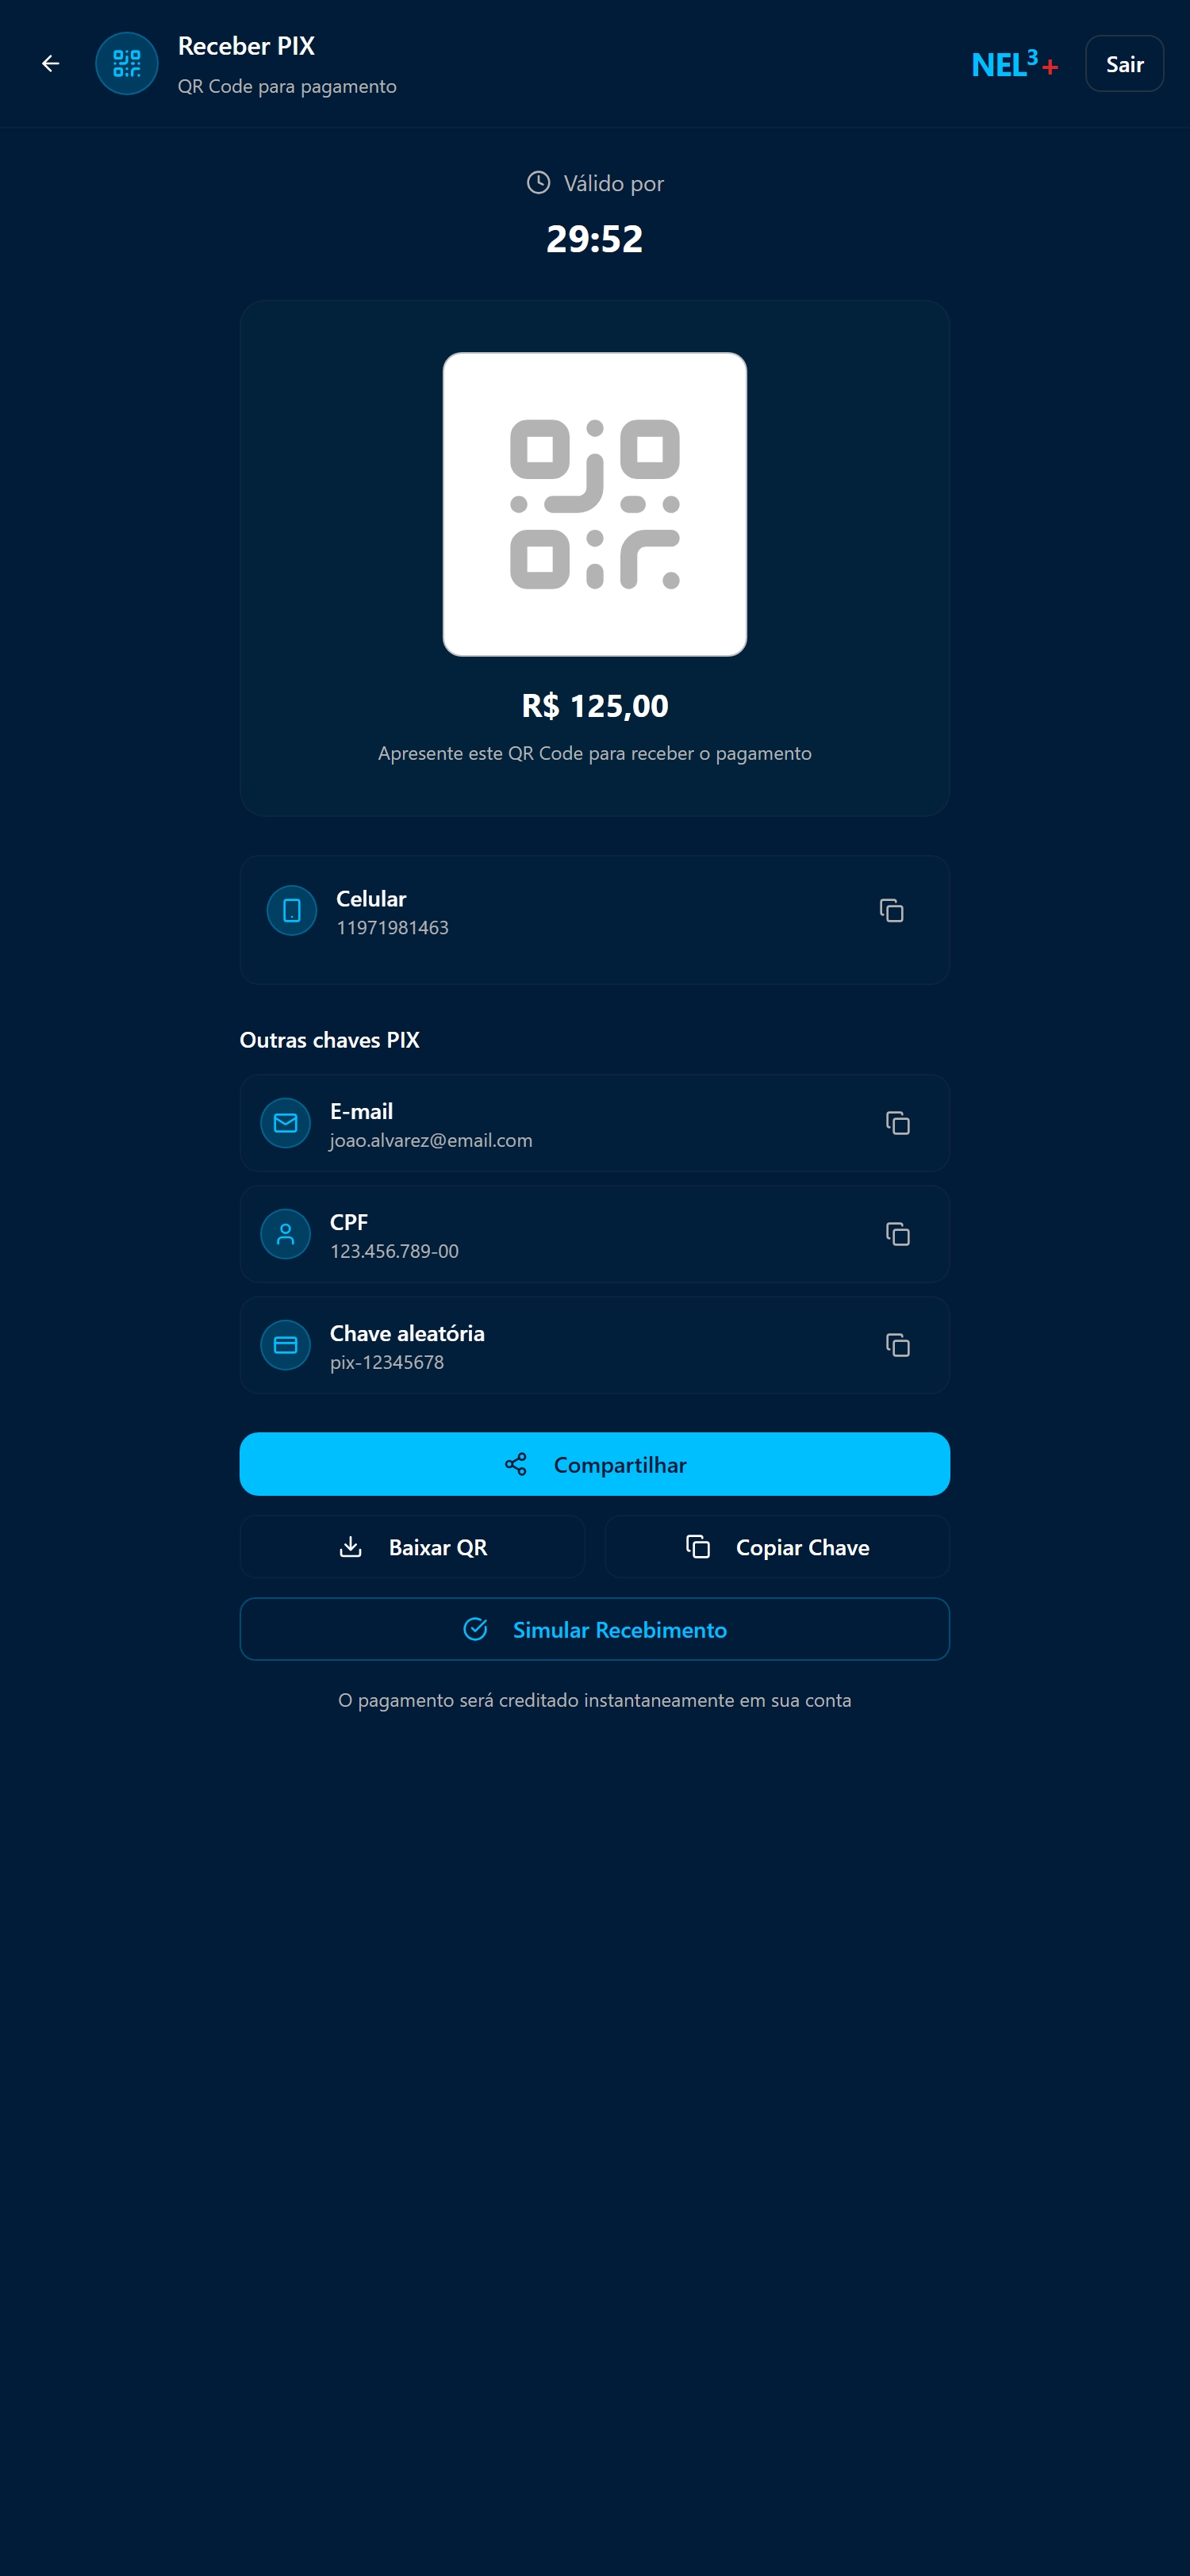 Receber PIX
QR Code para pagamento
NEL³+
Sair
Válido por
29:52
R$ 125,00
Apresente este QR Code para receber o pagamento
Celular
11971981463
Outras chaves PIX
E-mail
joao.alvarez@email.com
CPF
123.456.789-00
Chave aleatória
pix-12345678
Compartilhar
Baixar QR
Copiar Chave
Simular Recebimento
O pagamento será creditado instantaneamente em sua conta